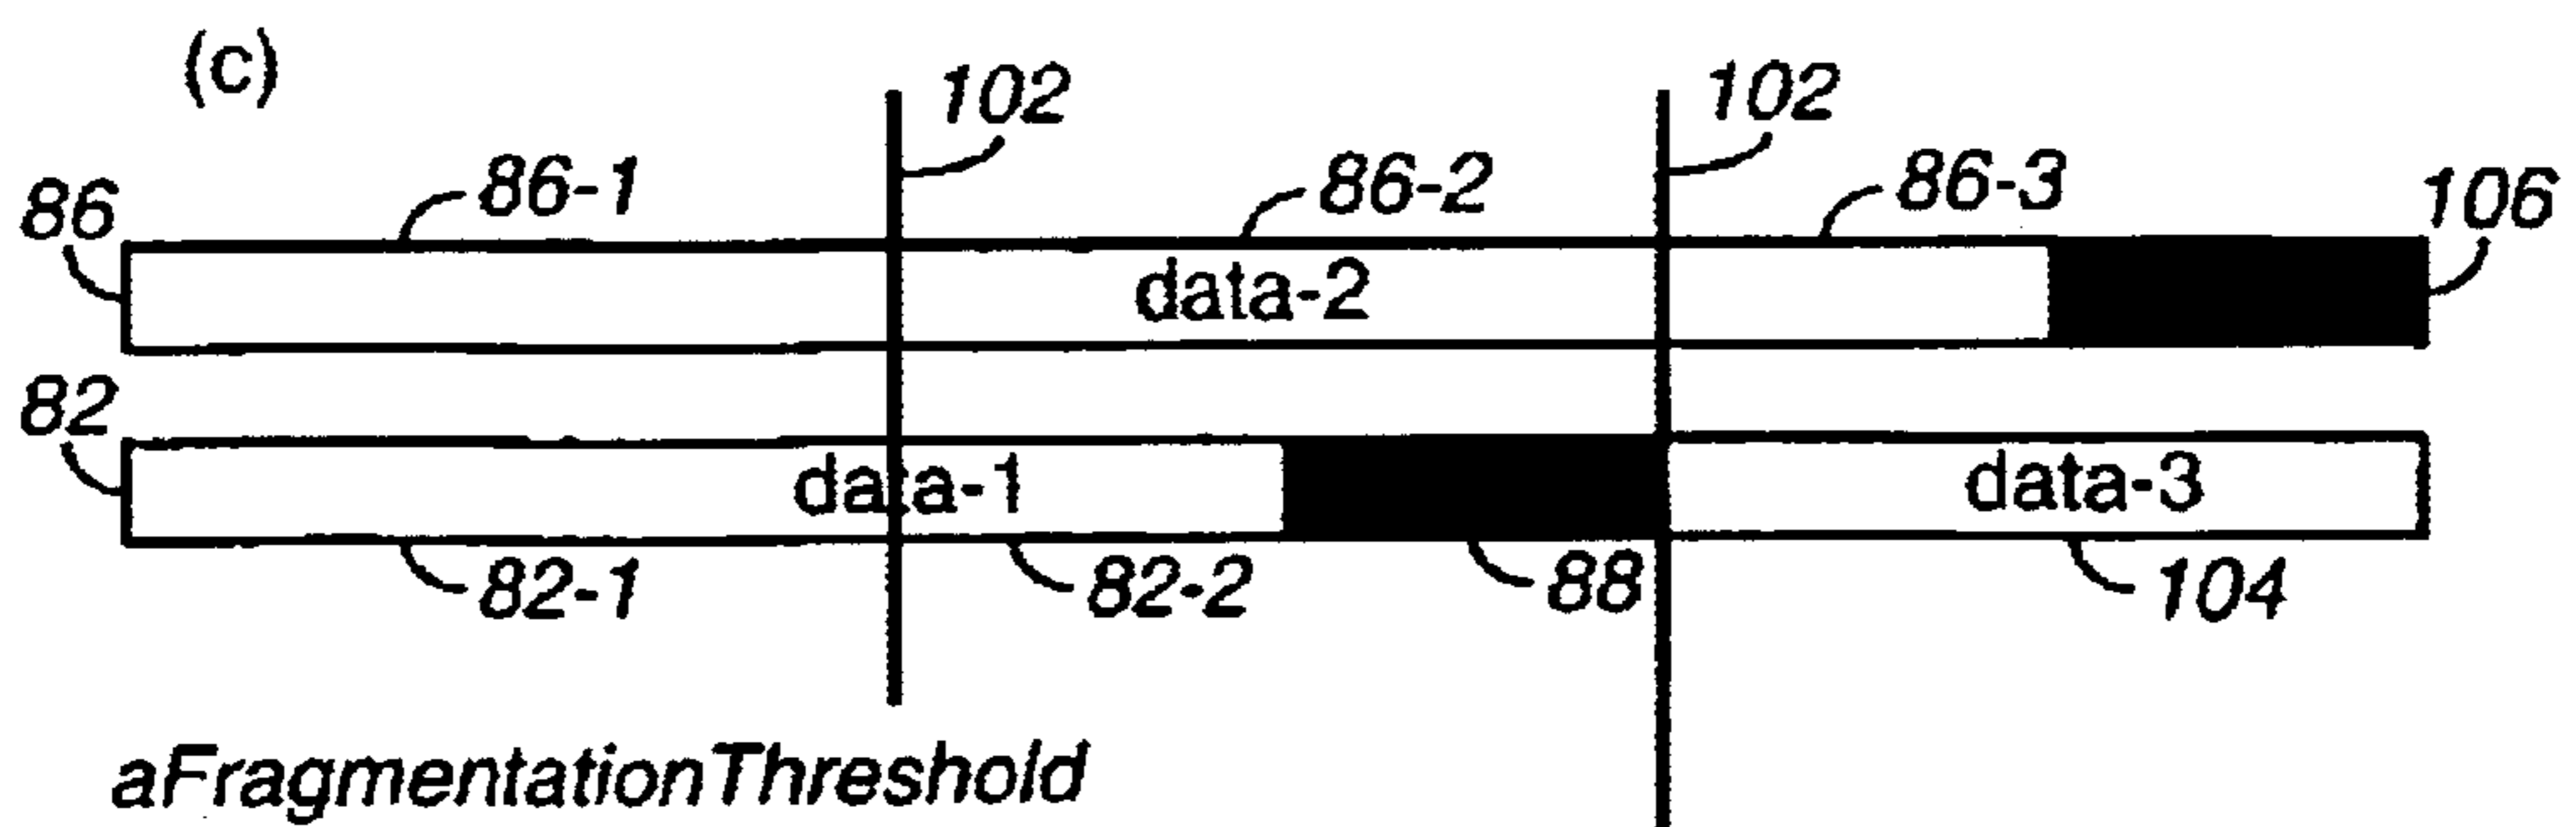 (c)
102 102
86 86-1 86-2 86-3 106
data-2
82
data-1 data-3
82-1 82-2 88 104
aFragmentationThreshold